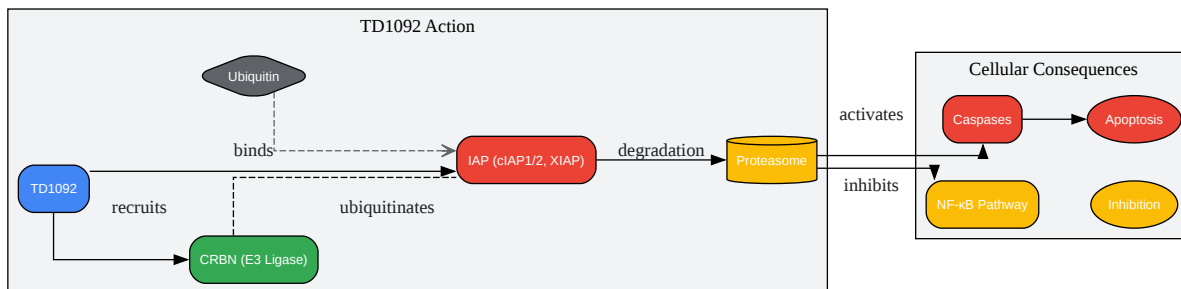 TD1092 Action
Cellular Consequences
Ubiquitin
activates
Caspases
Apoptosis
binds
IAP (cIAP1/2, XIAP)
degradation
Proteasome
TD1092
inhibits
recruits
ubiquitinates
NF-κB Pathway
Inhibition
CRBN (E3 Ligase)